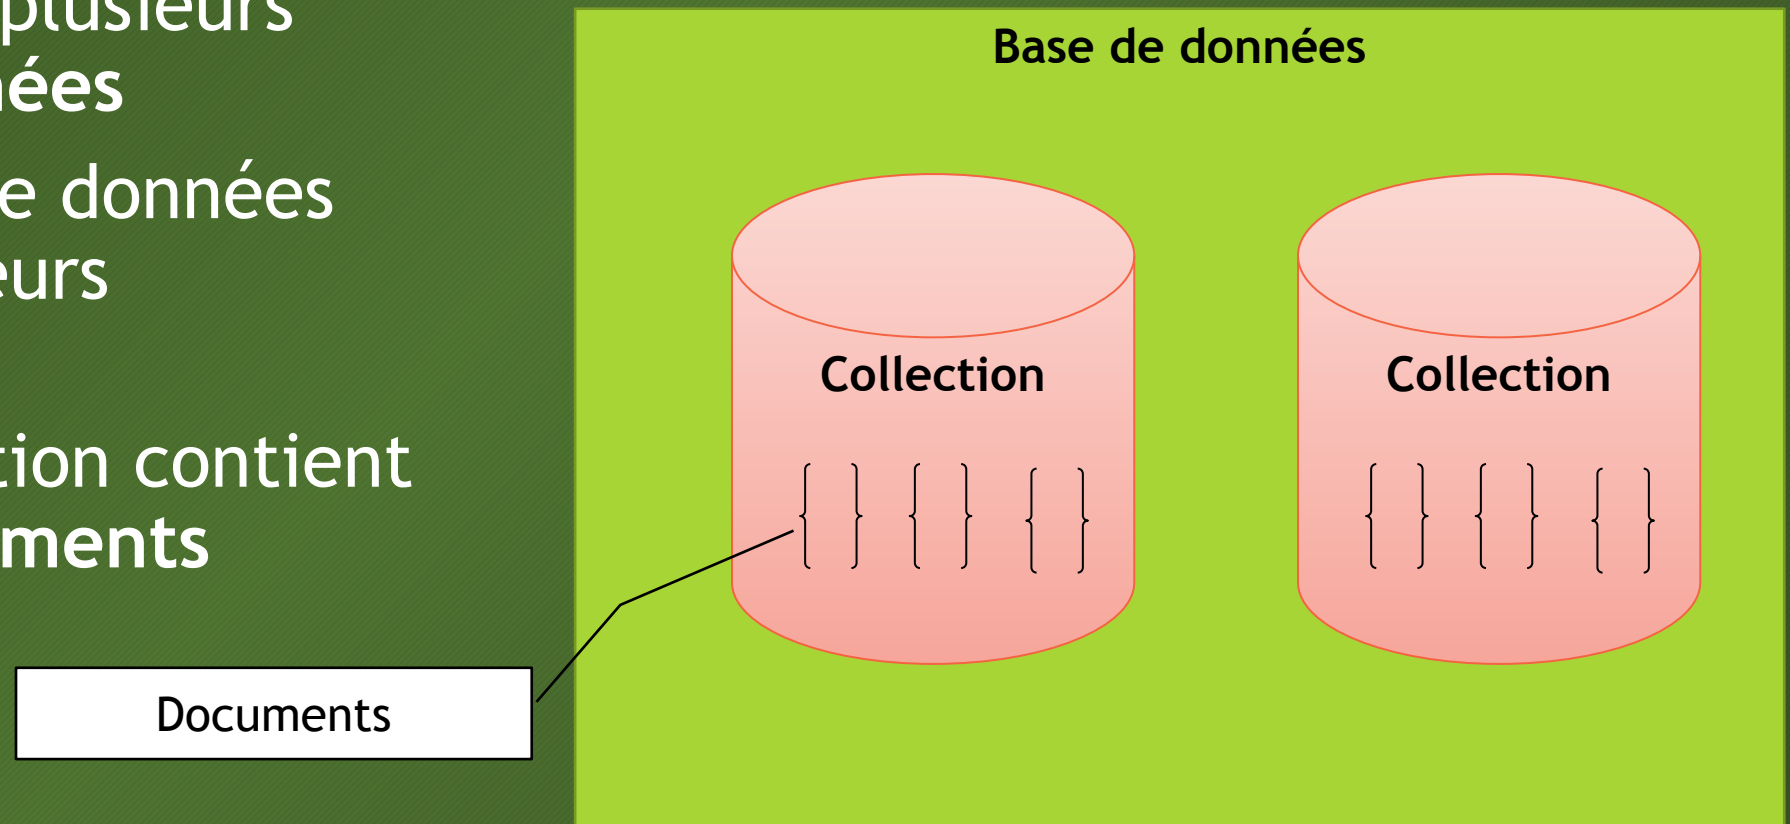 plusieurs
ées
e données
eurs
tion contient
ments
Documents
Base de données
Collection
{ } { } { }
Collection
{ } { } { }